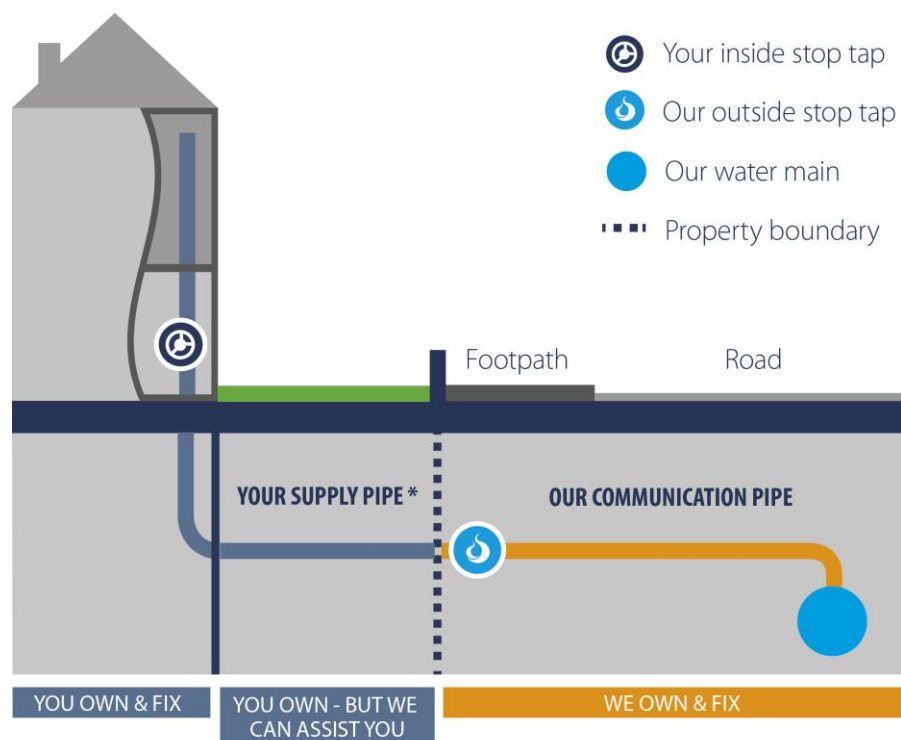 Your inside stop tap
Our outside stop tap
Our water main
Property boundary
Footpath
Road
YOUR SUPPLY PIPE *
OUR COMMUNICATION PIPE
YOU OWN & FIX
YOU OWN - BUT WE
CAN ASSIST YOU
WE OWN & FIX